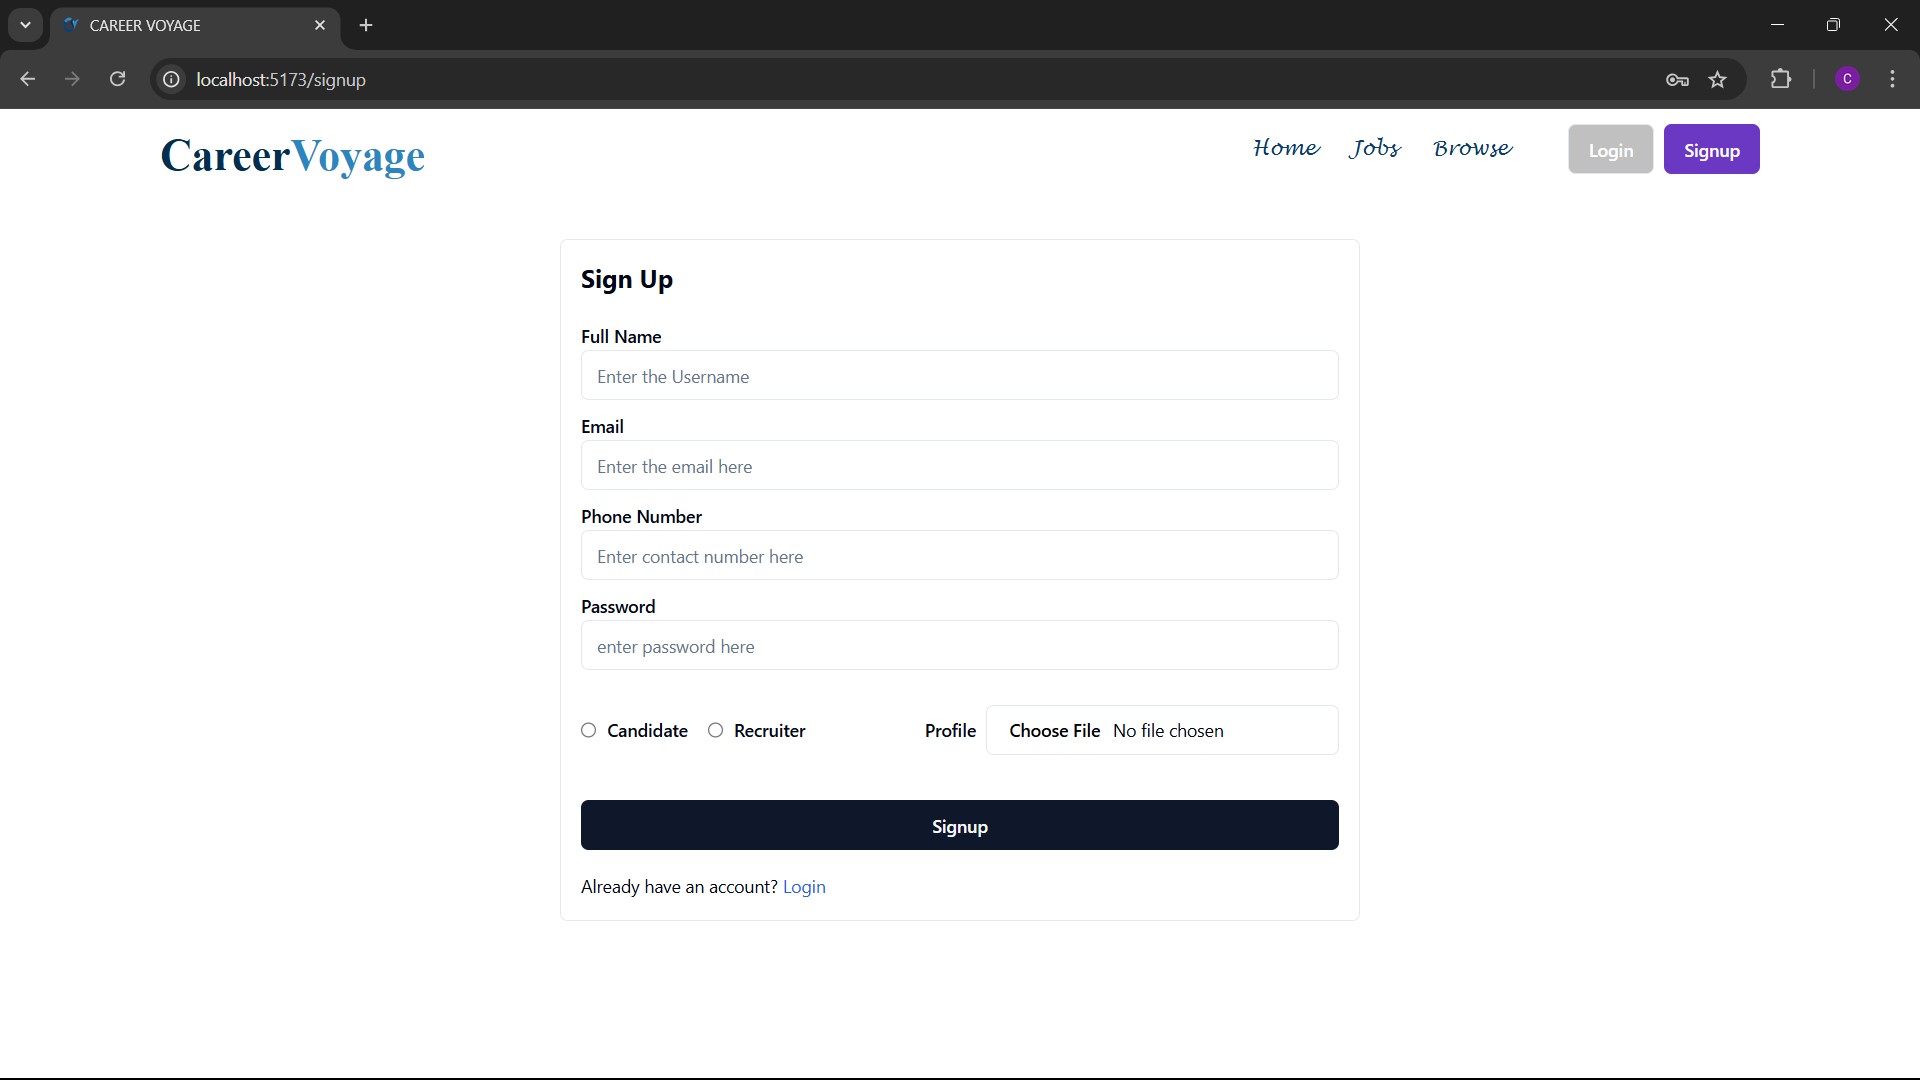 CAREER VOYAGE
localhost:5173/signup
C
CareerVoyage
Home Jobs Browse Login Signup
Sign Up
Full Name
Enter the Username
Email
Enter the email here
Phone Number
Enter contact number here
Password
enter password here
Candidate Recruiter Profile Choose File No file chosen
Signup
Already have an account? Login